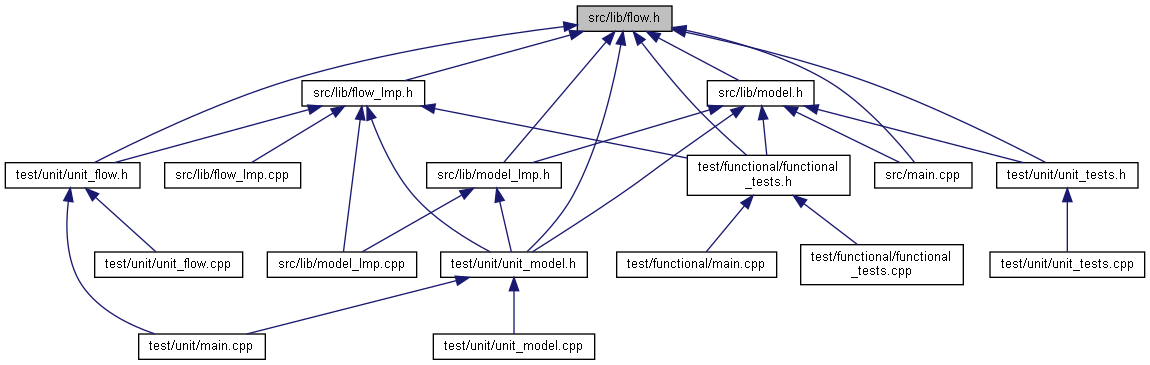 src/lib/flow.h
src/lib/flow_Imp.h
src/lib/model.h
test/unit/unit_flow.h
src/lib/flow_Imp.cpp
src/lib/model_Imp.h
test/functional/functional
_tests.h
src/main.cpp
test/unit/unit_tests.h
test/unit/unit_flow.cpp
src/lib/model_Imp.cpp
test/unit/unit_model.h
test/functional/main.cpp
test/functional/functional
_tests.cpp
test/unit/unit_tests.cpp
test/unit/main.cpp
test/unit/unit_model.cpp